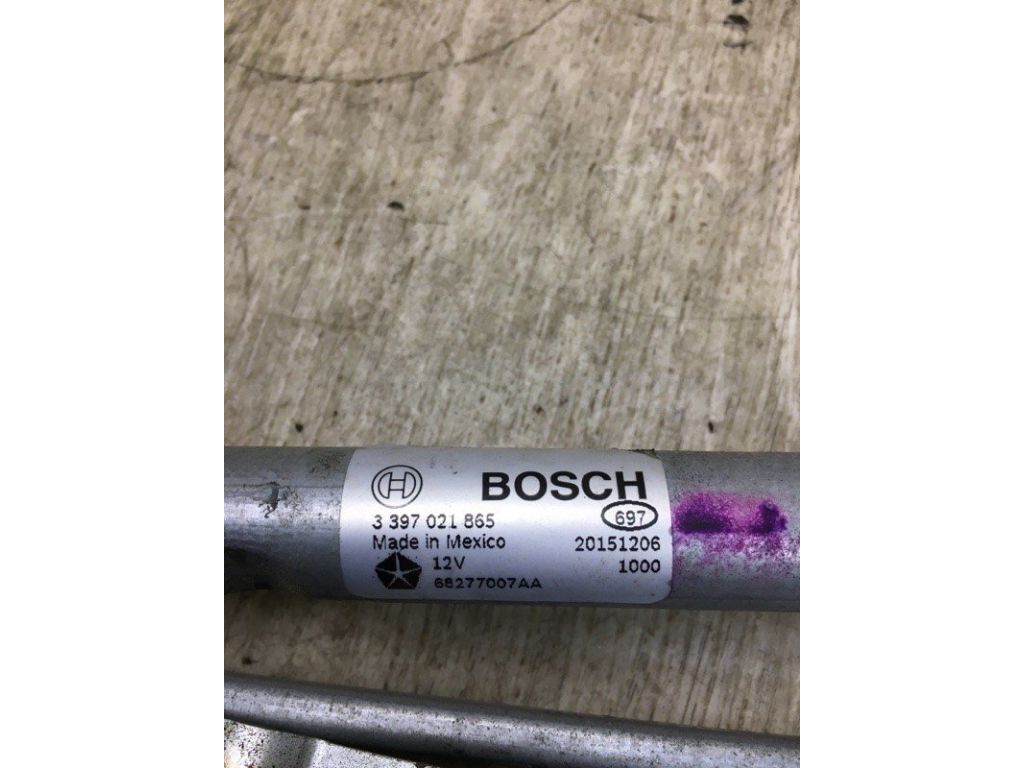 BOSCH
3 397 021 865 697
Made in Mexico 20151206
12V 1000
68277007AA